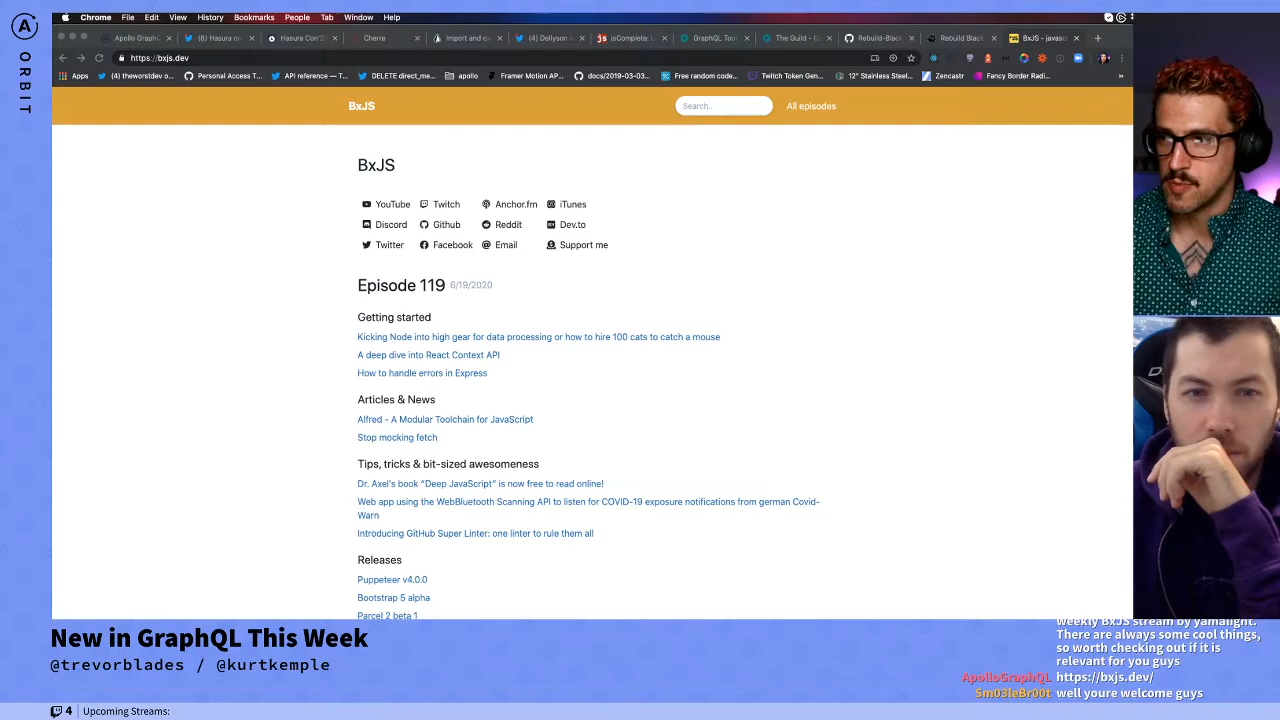 Chrome File Edit View History Bookmarks People Tab Window Help
Apollo Graph
(8) Hasura on
Hasura Con'2
Cherre
Import and ex
(4) Dellyson o
jsComplete: L
GraphQL Tool
The Guild - O
Rebuild-Black
Rebuild Black
BxJS - javasc
https://bxjs.dev
Apps
(4) theworstdev o...
Personal Access T...
API reference...
DELETE direct_me...
apollo
Framer Motion AP...
docs/2019-03-03...
Free random code...
Twitch Token Gen...
12" Stainless Steel...
Zencastr
Fancy Border Radi...
BxJS
Search..
All episodes
BxJS
YouTube Twitch Anchor.fm iTunes
Discord Github Reddit Dev.to
Twitter Facebook Email Support me
Episode 119 6/19/2020
Getting started
Kicking Node into high gear for data processing or how to hire 100 cats to catch a mouse
A deep dive into React Context API
How to handle errors in Express
Articles & News
Alfred - A Modular Toolchain for JavaScript
Stop mocking fetch
Tips, tricks & bit-sized awesomeness
Dr. Axel's book “Deep JavaScript” is now free to read online!
Web app using the WebBluetooth Scanning API to listen for COVID-19 exposure notifications from german Covid-
Warn
Introducing GitHub Super Linter: one linter to rule them all
Releases
Puppeteer v4.0.0
Bootstrap 5 alpha
Parcel 2 beta 1
A
ORBIT
New in GraphQL This Week
@trevorblades / @kurtkemple
weekly BxJS stream by yamalight.
There are always some cool things,
so worth checking out if it is
relevant for you guys
ApolloGraphQL https://bxjs.dev/
Sm03leBr00t well youre welcome guys
4 Upcoming Streams: